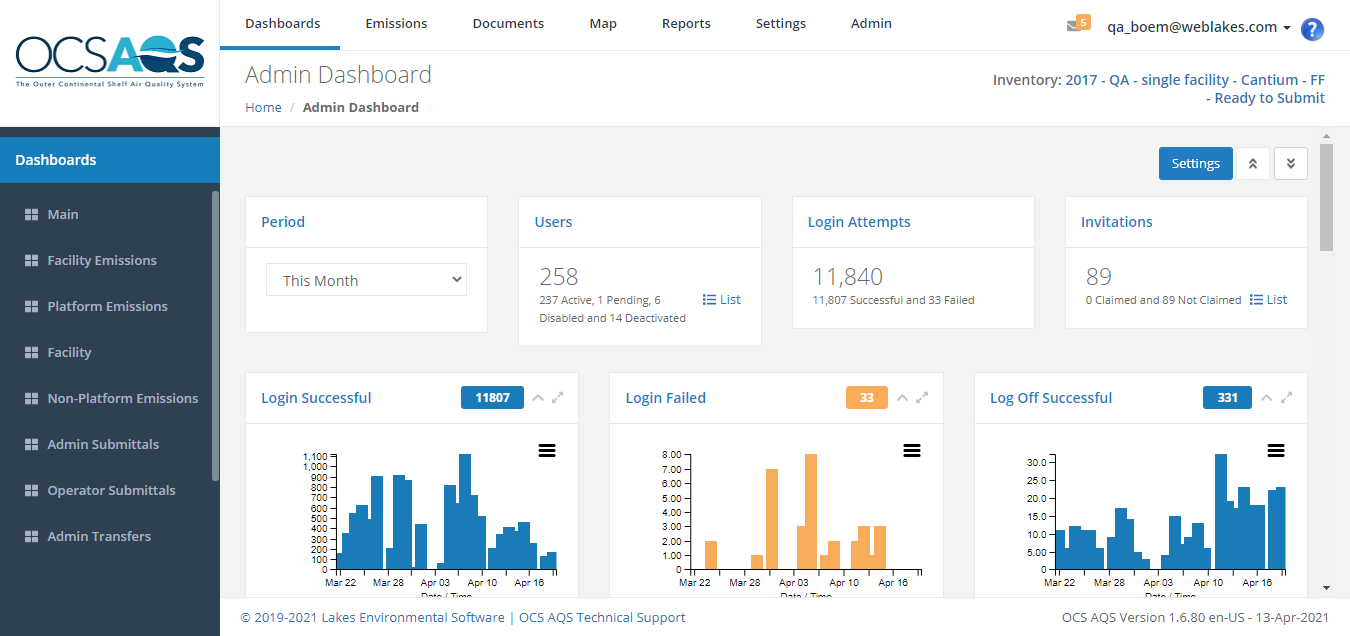 Dashboards Emissions Documents Map Reports Settings Admin 5 qa_boem@weblakes.com ?
OCSAQS
The Outer Continental Shelf Air Quality System
Admin Dashboard
Home / Admin Dashboard
Inventory: 2017 - QA - single facility - Cantium - FF
- Ready to Submit
Dashboards
Main
Facility Emissions
Platform Emissions
Facility
Non-Platform Emissions
Admin Submittals
Operator Submittals
Admin Transfers
Settings
Period
This Month
Users
258
237 Active, 1 Pending, 6
Disabled and 14 Deactivated
List
Login Attempts
11,840
11,807 Successful and 33 Failed
Invitations
89
0 Claimed and 89 Not Claimed
List
Login Successful 11807
1,100
1,000
900
800
700
600
500
400
300
200
100
0
Mar 22 Mar 28 Apr 03 Apr 10 Apr 16
Date / Time
Login Failed 33
8.00
7.00
6.00
5.00
4.00
3.00
2.00
1.00
0
Mar 22 Mar 28 Apr 03 Apr 10 Apr 16
Date / Time
Log Off Successful 331
30.0
25.0
20.0
15.0
10.0
5.00
0
Mar 22 Mar 28 Apr 03 Apr 10 Apr 16
Date / Time
© 2019-2021 Lakes Environmental Software | OCS AQS Technical Support
OCS AQS Version 1.6.80 en-US - 13-Apr-2021